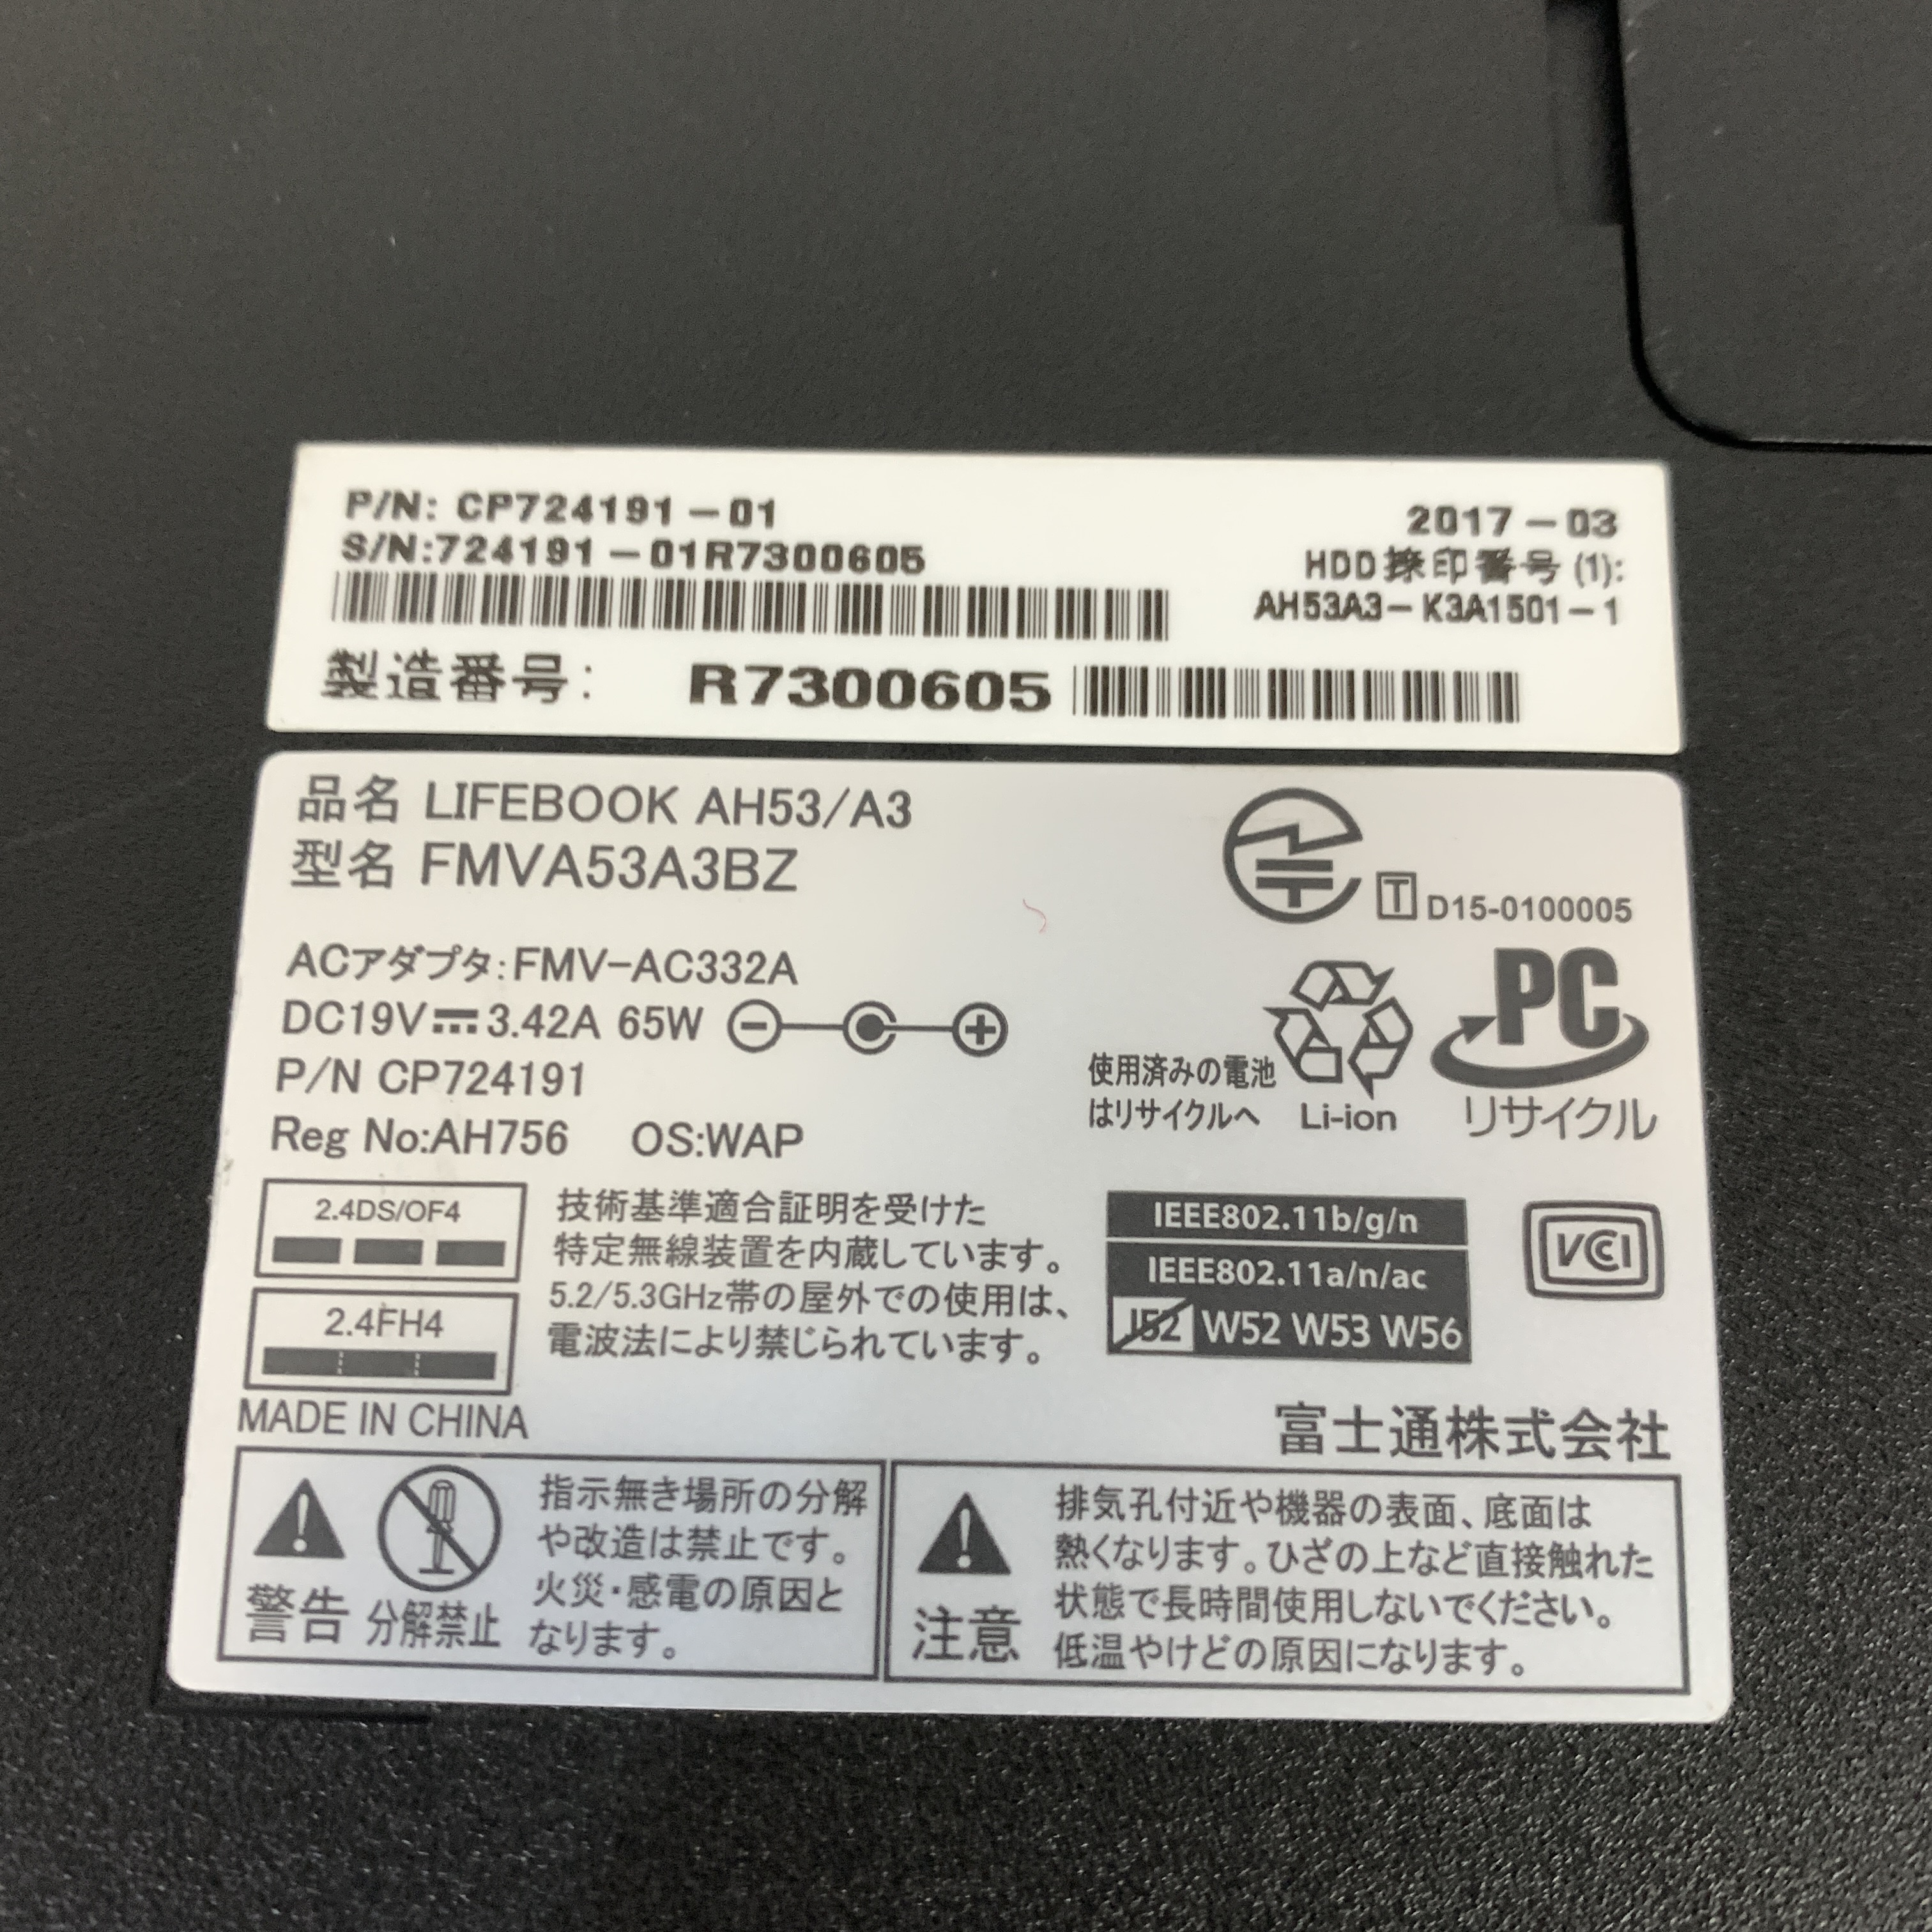 P/N: CP724191-01
S/N:724191-01R7300605
2017-03
HDD採印番号(1):
AH53A3-K3A1501-1
製造番号: R7300605
品名 LIFEBOOK AH53/A3
型名 FMVA53A3BZ
T D15-0100005
ACアダプタ:FMV-AC332A
DC19V⎓3.42A 65W
P/N CP724191
Reg No:AH756 OS:WAP
使用済みの電池
はリサイクルへ
Li-ion
PC
リサイクル
2.4DS/OF4
2.4FH4
技術基準適合証明を受けた
特定無線装置を内蔵しています。
5.2/5.3GHz帯の屋外での使用は、
電波法により禁じられています。
IEEE802.11b/g/n
IEEE802.11a/n/ac
J52 W52 W53 W56
VCCI
MADE IN CHINA
富士通株式会社
警告
分解禁止
指示無き場所の分解
や改造は禁止です。
火災・感電の原因と
なります。
注意
排気孔付近や機器の表面、底面は
熱くなります。ひざの上など直接触れた
状態で長時間使用しないでください。
低温やけどの原因になります。